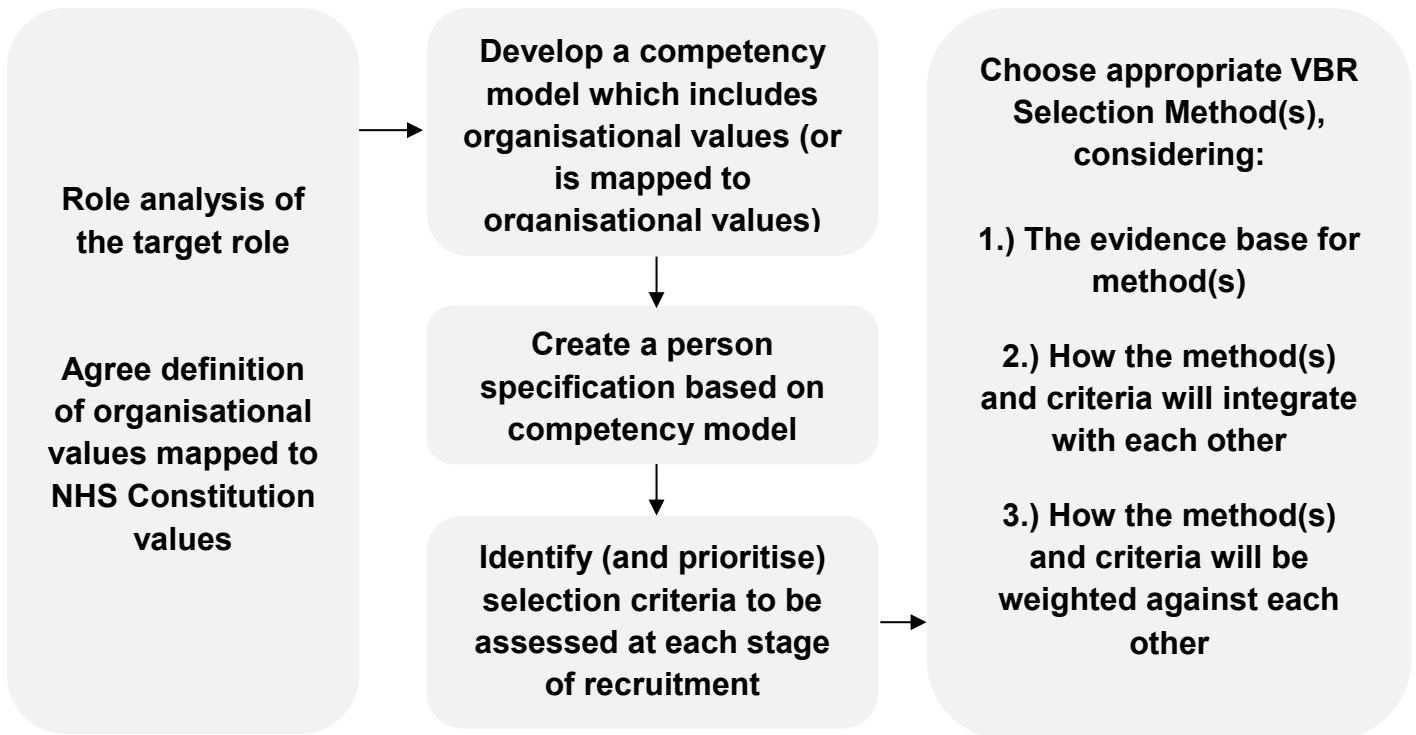 Role analysis of
the target role
Agree definition
of organisational
values mapped to
NHS Constitution
values
Develop a competency
model which includes
organisational values (or
is mapped to
organisational values)
Create a person
specification based on
competency model
Identify (and prioritise)
selection criteria to be
assessed at each stage
of recruitment
Choose appropriate VBR
Selection Method(s),
considering:
1.) The evidence base for
method(s)
2.) How the method(s)
and criteria will integrate
with each other
3.) How the method(s)
and criteria will be
weighted against each
other